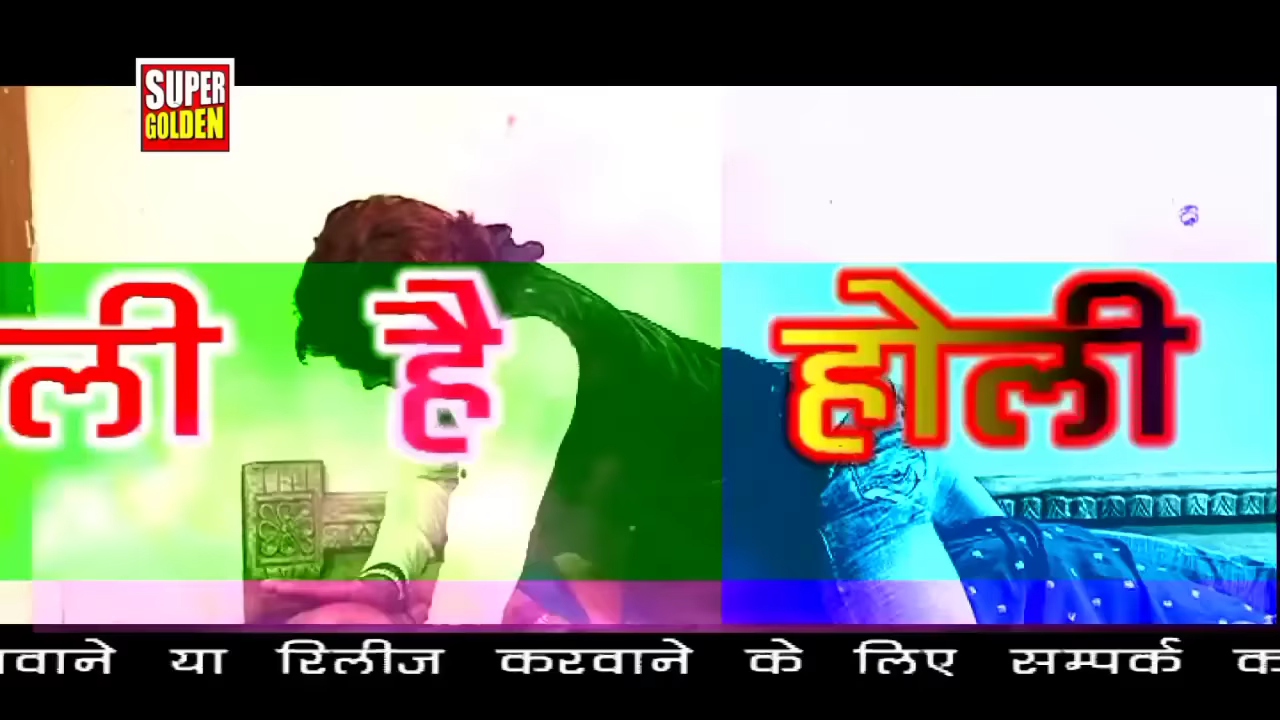 SUPER
GOLDEN
ली है होली
या रिलीज करवाने के लिए सम्पर्क